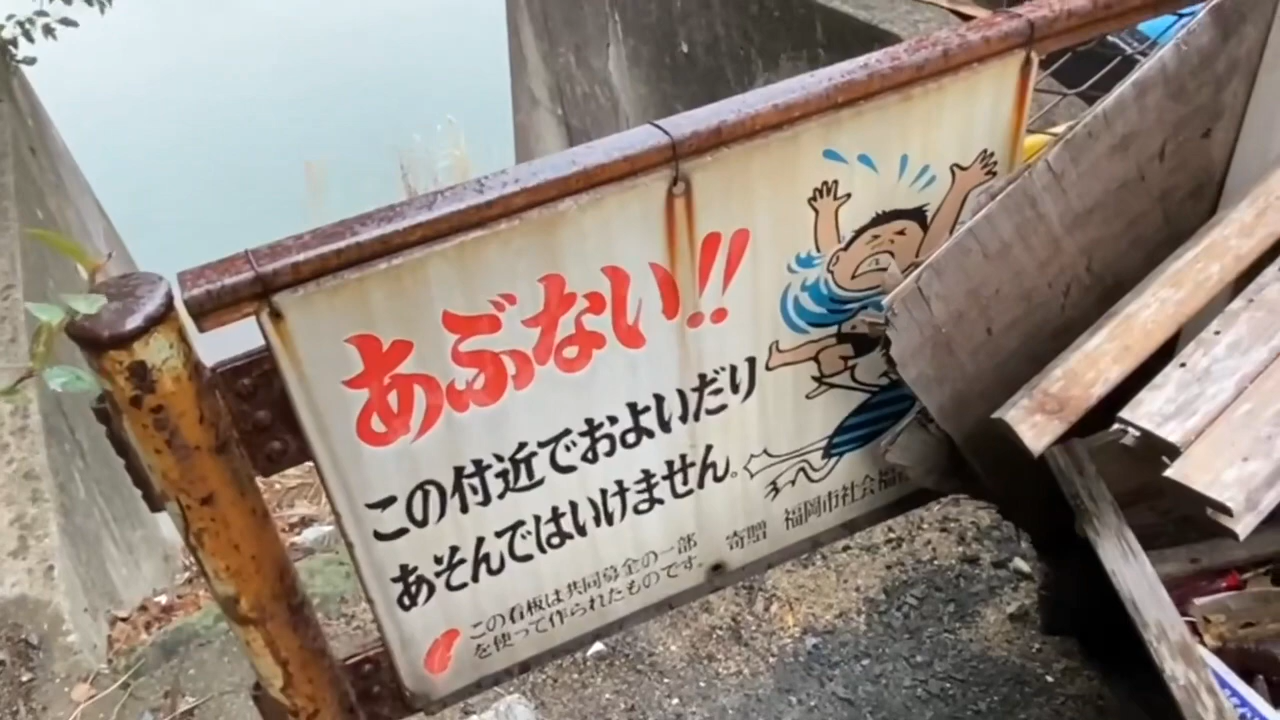 あぶない!!
この付近でおよいだり
あそんではいけません。
この看板は共同募金の一部
を使って作られたものです。
寄贈 福岡市社会福